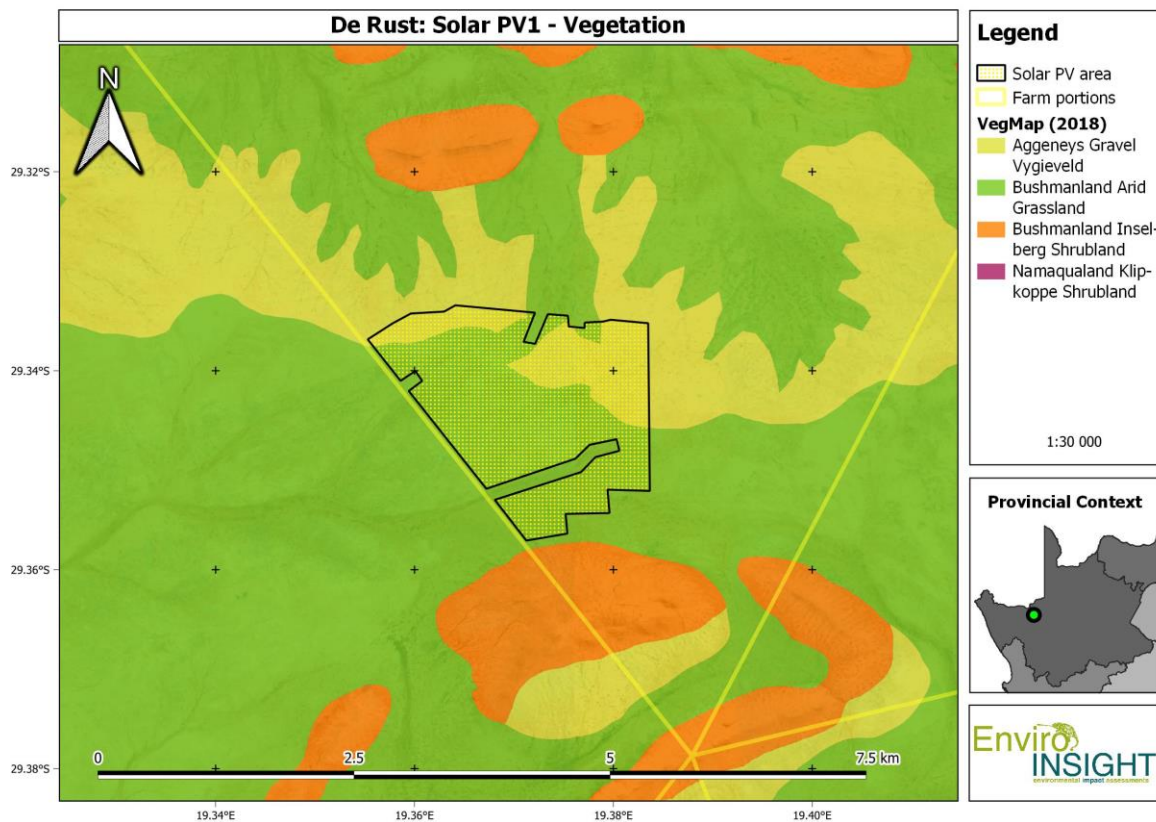 De Rust: Solar PV1 - Vegetation
N
29.32°S
29.34°S
29.36°S
29.38°S
0
2.5
5
7.5 km
19.34°E
19.36°E
19.38°E
19.40°E
Legend
Solar PV area
Farm portions
VegMap (2018)
Aggeneys Gravel
Vygieveld
Bushmanland Arid
Grassland
Bushmanland Insel-
berg Shrubland
Namaqualand Klip-
koppe Shrubland
1:30 000
Provincial Context
Enviro
INSIGHT
environmental impact assessments